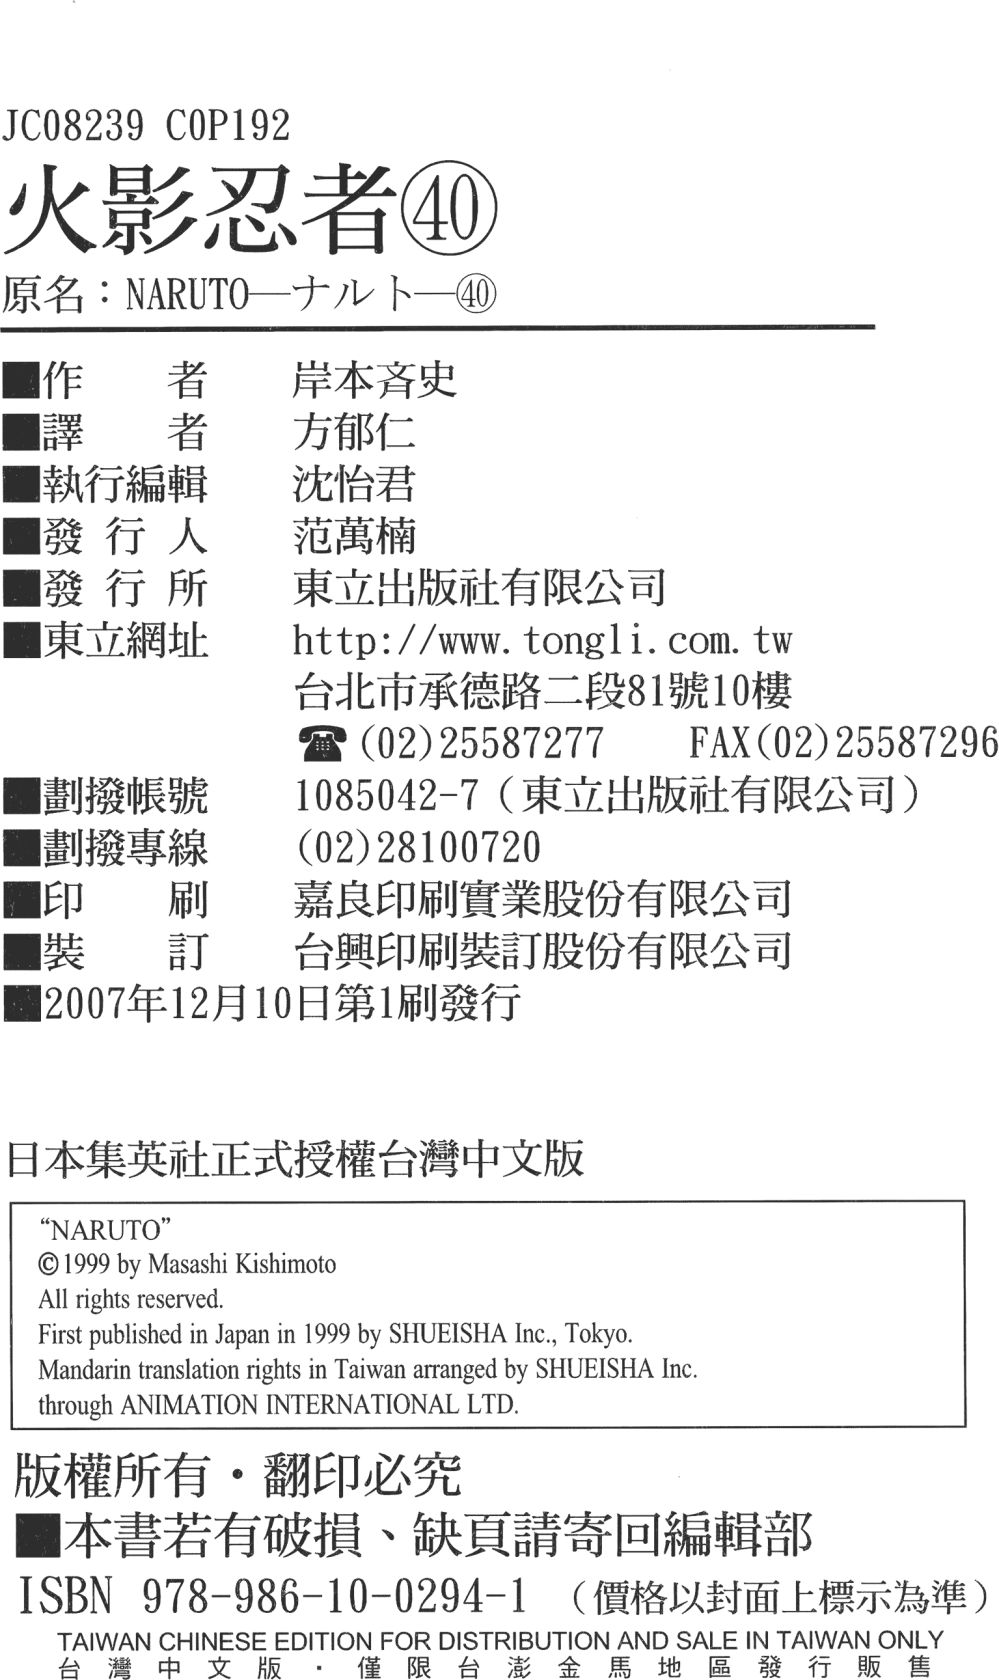 JC08239 C0P192
火影忍者㊵
原名：NARUTO—ナルト—㊵
■作　　者　岸本斉史
■譯　　者　方郁仁
■執行編輯　沈怡君
■發 行 人　范萬楠
■發 行 所　東立出版社有限公司
■東立網址　http://www.tongli.com.tw
台北市承德路二段81號10樓
☎(02)25587277　FAX(02)25587296
■劃撥帳號　1085042-7（東立出版社有限公司）
■劃撥專線　(02)28100720
■印　　刷　嘉良印刷實業股份有限公司
■裝　　訂　台興印刷裝訂股份有限公司
■2007年12月10日第1刷發行
日本集英社正式授權台灣中文版
“NARUTO”
©1999 by Masashi Kishimoto
All rights reserved.
First published in Japan in 1999 by SHUEISHA Inc., Tokyo.
Mandarin translation rights in Taiwan arranged by SHUEISHA Inc.
through ANIMATION INTERNATIONAL LTD.
版權所有・翻印必究
■本書若有破損、缺頁請寄回編輯部
ISBN 978-986-10-0294-1（價格以封面上標示為準）
TAIWAN CHINESE EDITION FOR DISTRIBUTION AND SALE IN TAIWAN ONLY
台灣中文版・僅限台澎金馬地區發行販售